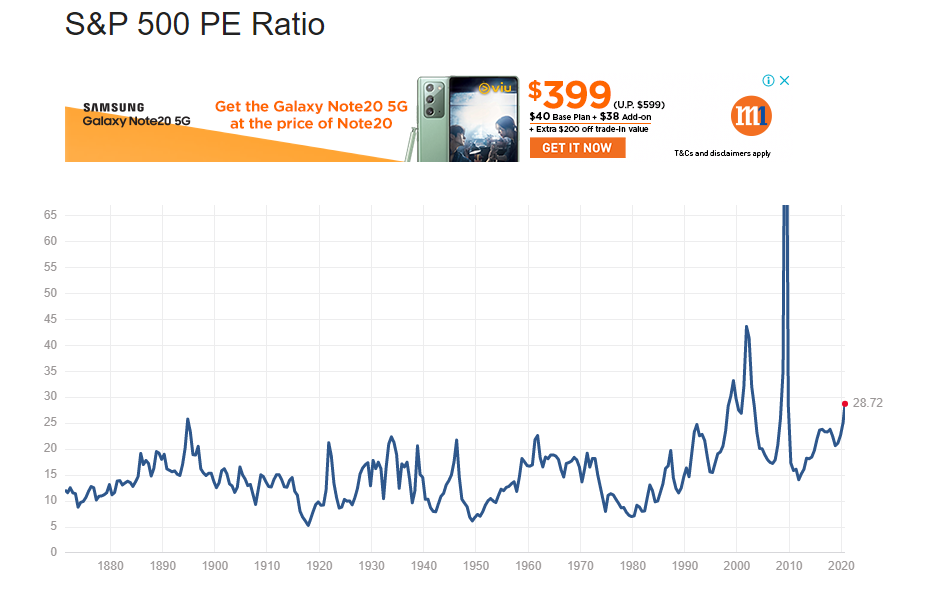 S&P 500 PE Ratio
SAMSUNG
Galaxy Note20 5G
Get the Galaxy Note20 5G
at the price of Note20
viu
$399 (U.P. $599)
$40 Base Plan + $38 Add-on
+ Extra $200 off trade-in value
GET IT NOW
m1
T&Cs and disclaimers apply
65
60
55
50
45
40
35
30
25
20
15
10
5
0
28.72
1880 1890 1900 1910 1920 1930 1940 1950 1960 1970 1980 1990 2000 2010 2020